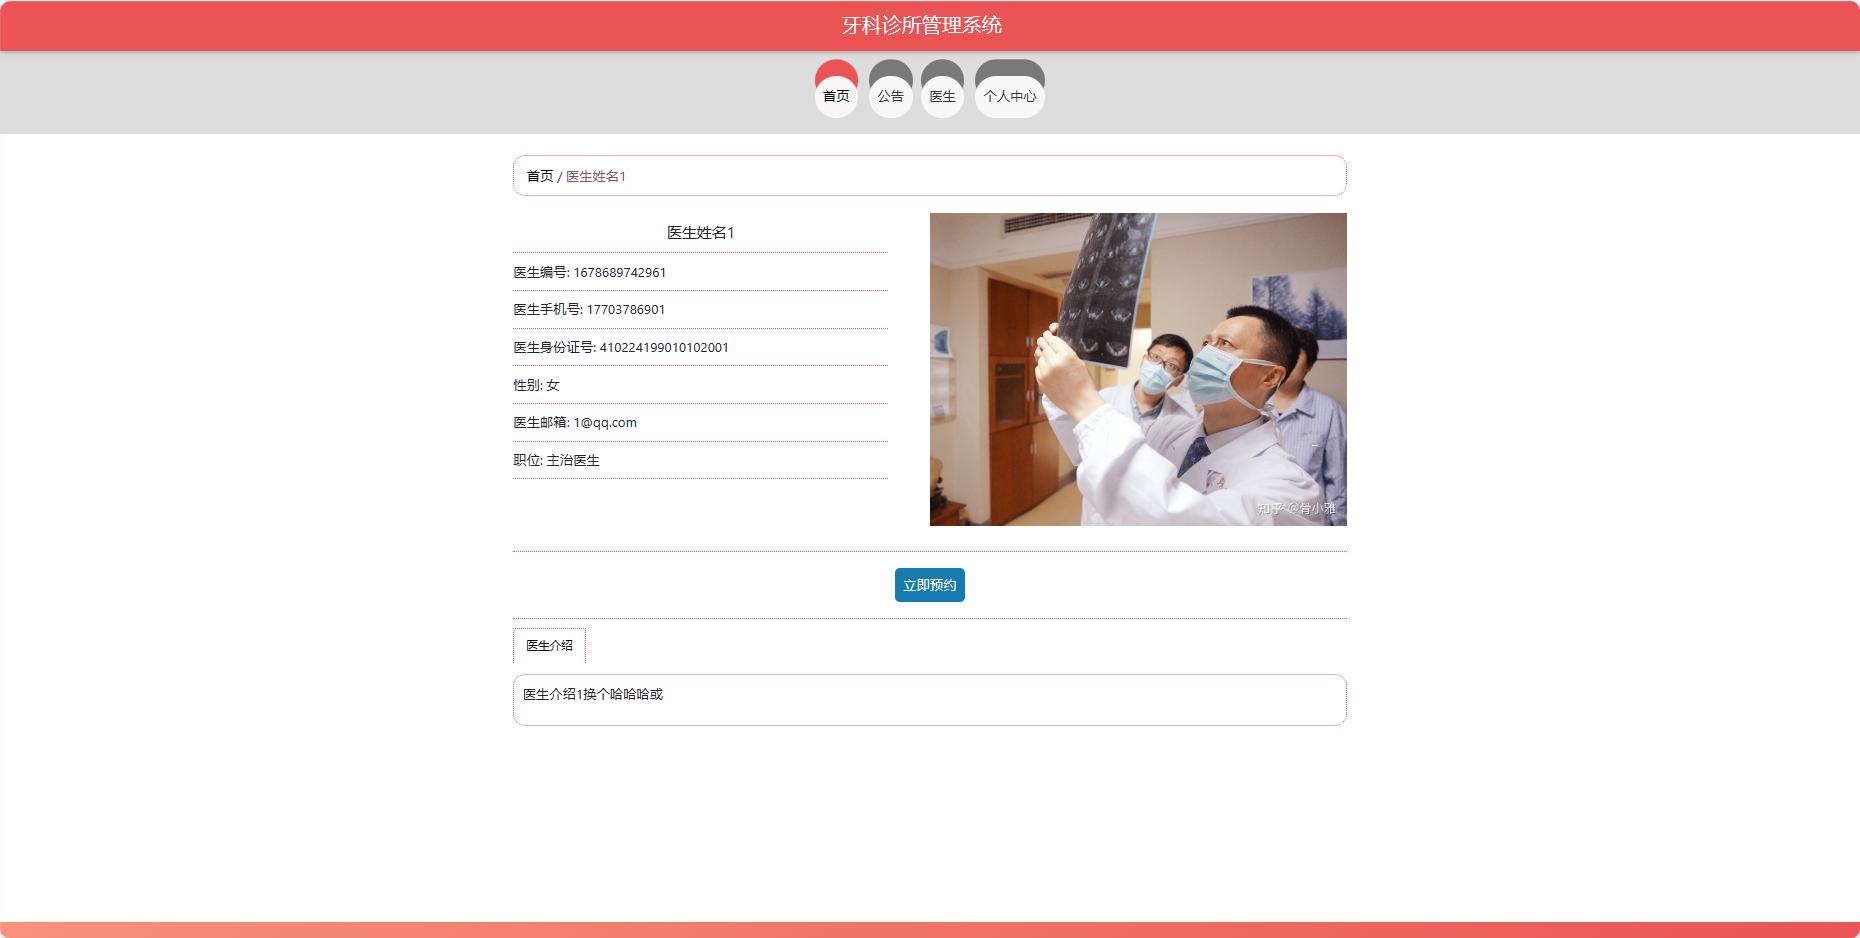 牙科诊所管理系统
首页 公告 医生 个人中心
首页 / 医生姓名1
医生姓名1
医生编号: 1678689742961
医生手机号: 17703786901
医生身份证号: 410224199010102001
性别: 女
医生邮箱: 1@qq.com
职位: 主治医生
知乎 @骨小雅
立即预约
医生介绍
医生介绍1换个哈哈哈或